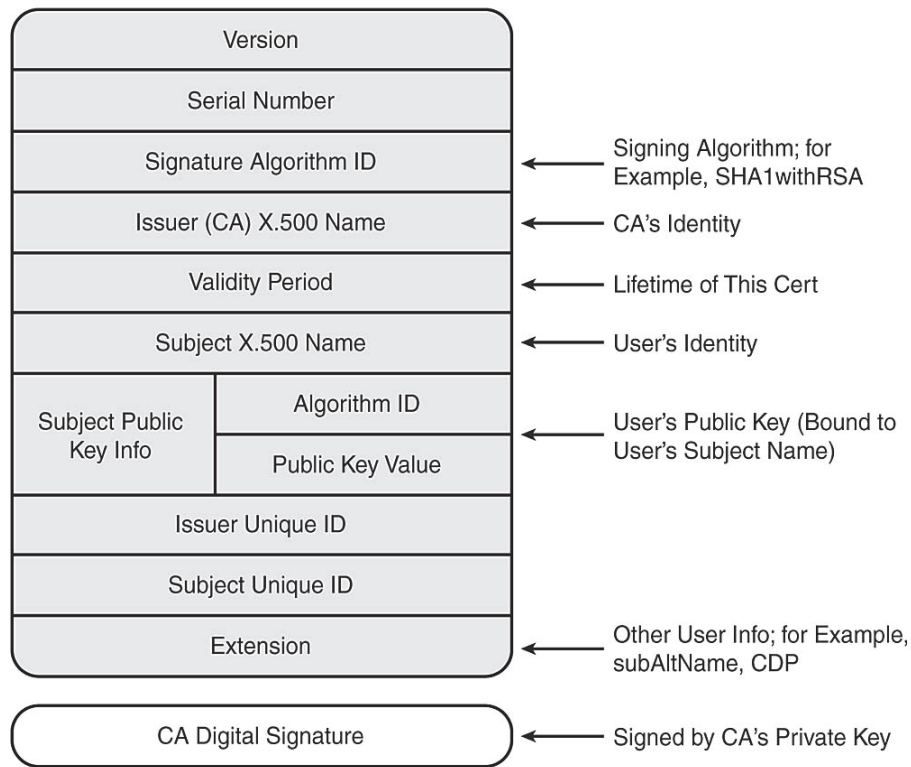 Version
Serial Number
Signature Algorithm ID
Signing Algorithm; for
Example, SHA1withRSA
Issuer (CA) X.500 Name
CA’s Identity
Validity Period
Lifetime of This Cert
Subject X.500 Name
User’s Identity
Subject Public
Key Info
Algorithm ID
Public Key Value
User’s Public Key (Bound to
User’s Subject Name)
Issuer Unique ID
Subject Unique ID
Extension
Other User Info; for Example,
subAltName, CDP
CA Digital Signature
Signed by CA’s Private Key